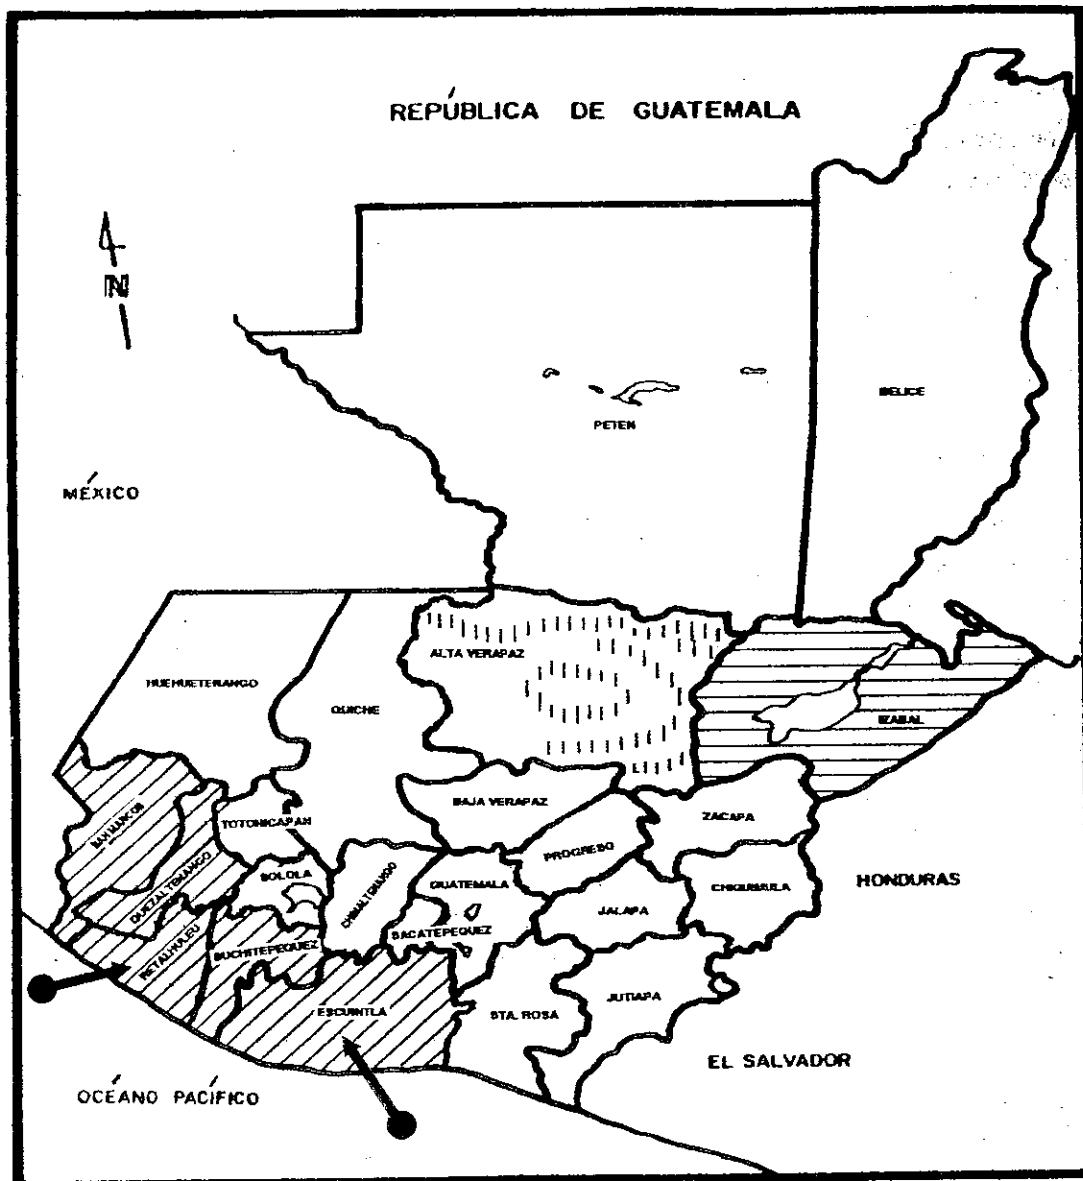 REPÚBLICA DE GUATEMALA
N
BELICE
PETEN
MÉXICO
ALTA VERAPAZ
HUEHUETENANGO
QUICHE
IZABAL
BAJA VERAPAZ
ZACAPA
SAN MARCOS
TOTONICAPAN
PROGRESO
SOLOLA
GUATEMALA
CHIQUIMULA
HONDURAS
QUEZALTENANGO
CHIMALTENANGO
JALAPA
SACATEPEQUEZ
RETALHULEU
SUCHITEPEQUEZ
JUTIAPA
ESCUINTLA
STA. ROSA
EL SALVADOR
OCÉANO PACÍFICO